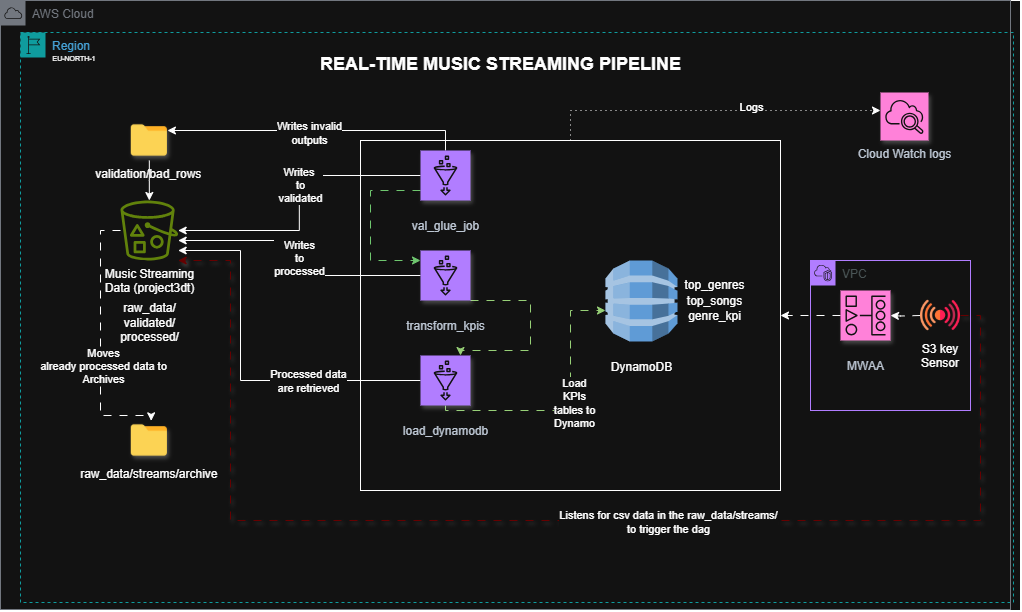 AWS Cloud
Region
EU-NORTH-1
REAL-TIME MUSIC STREAMING PIPELINE
Logs
Cloud Watch logs
Writes invalid
outputs
validation/bad_rows
Writes
to
validated
val_glue_job
Writes
to
processed
Music Streaming
Data (project3dt)
raw_data/
validated/
processed/
transform_kpis
top_genres
top_songs
genre_kpi
DynamoDB
VPC
MWAA
S3 key
Sensor
Moves
already processed data to
Archives
Processed data
are retrieved
load_dynamodb
Load
KPIs
tables to
Dynamo
raw_data/streams/archive
Listens for csv data in the raw_data/streams/
to trigger the dag